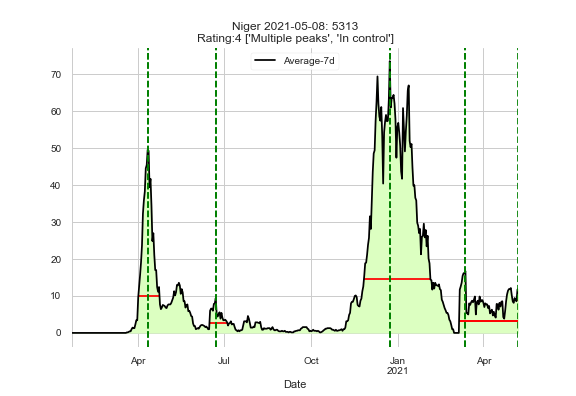 Niger 2021-05-08: 5313
Rating:4 ['Multiple peaks', 'In control']
Average-7d
70
60
50
40
30
20
10
0
Apr
Jul
Oct
Jan
2021
Apr
Date